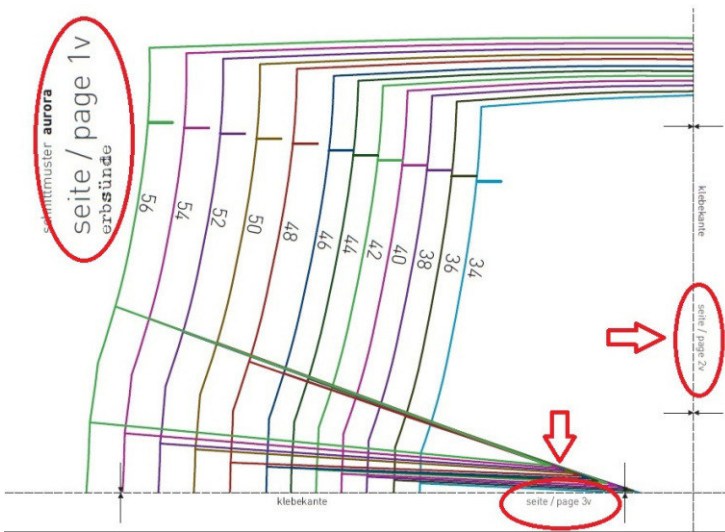 schnittmuster aurora
seite / page 1v
erbsünde
56
54
52
50
48
46
44
42
40
38
36
34
klebekante
seite / page 2v
klebekante
seite / page 3v